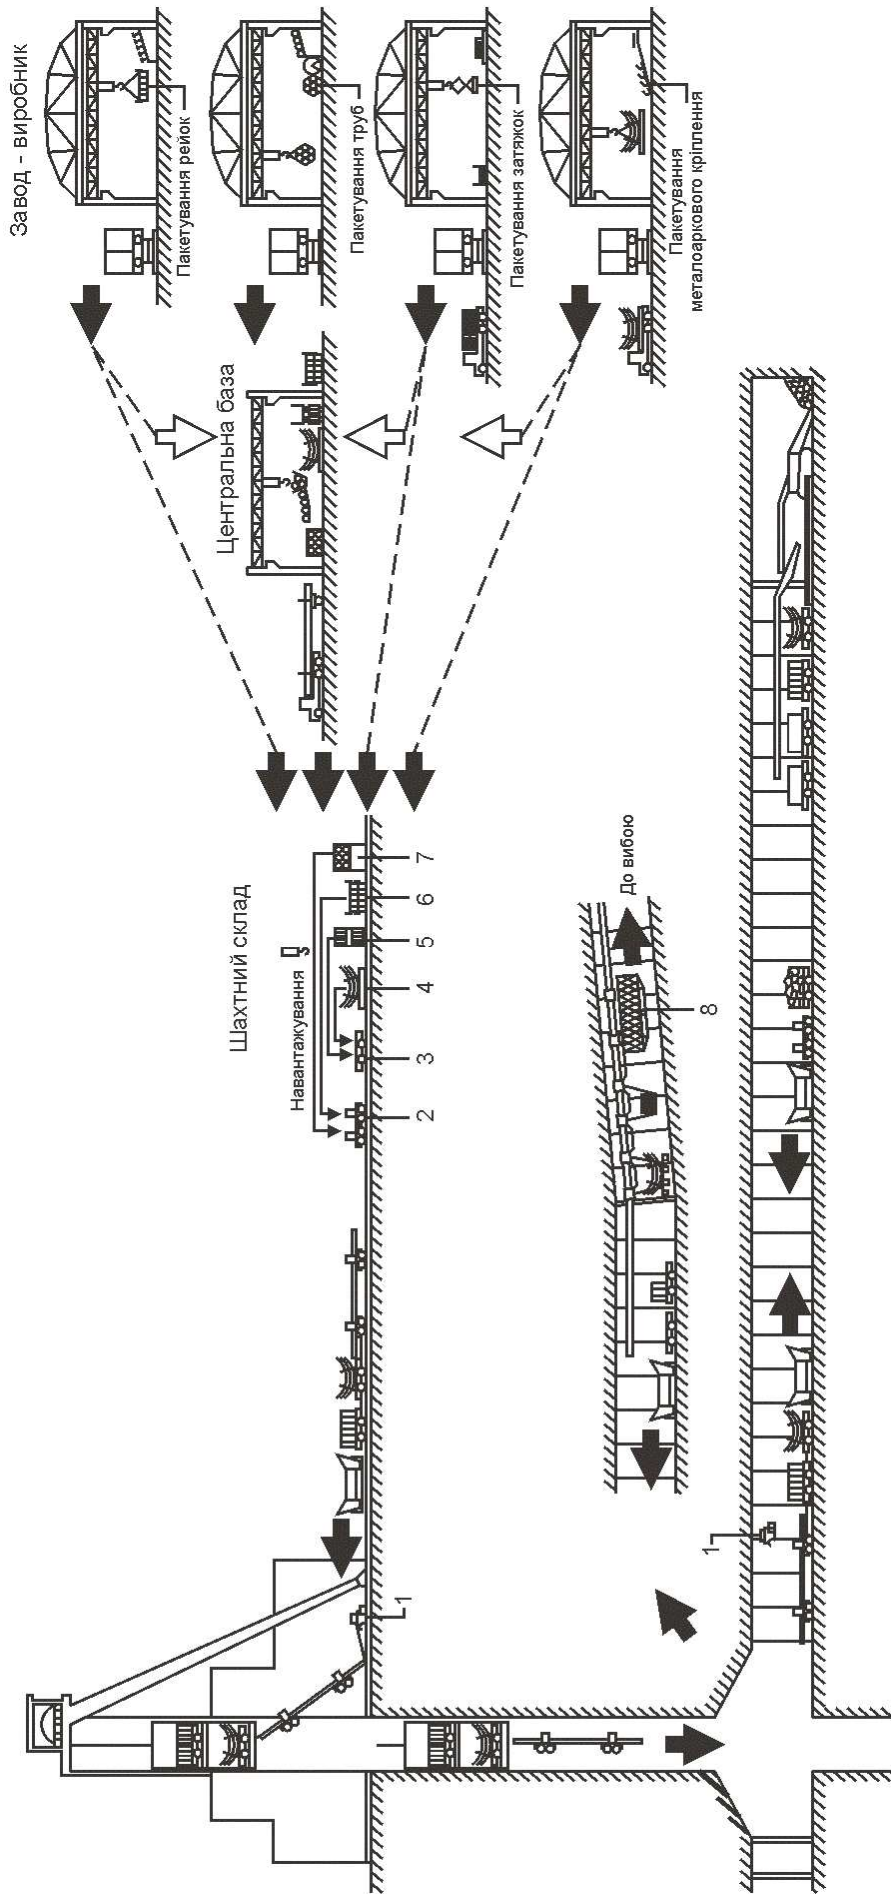 Завод - виробник
Пакетування рейок
Пакетування труб
Пакетування затяжок
Пакетування
металоаркового кріплення
Центральна база
Шахтний склад
Навантажування
7
6
5
4
3
2
До вибою
8
1
1